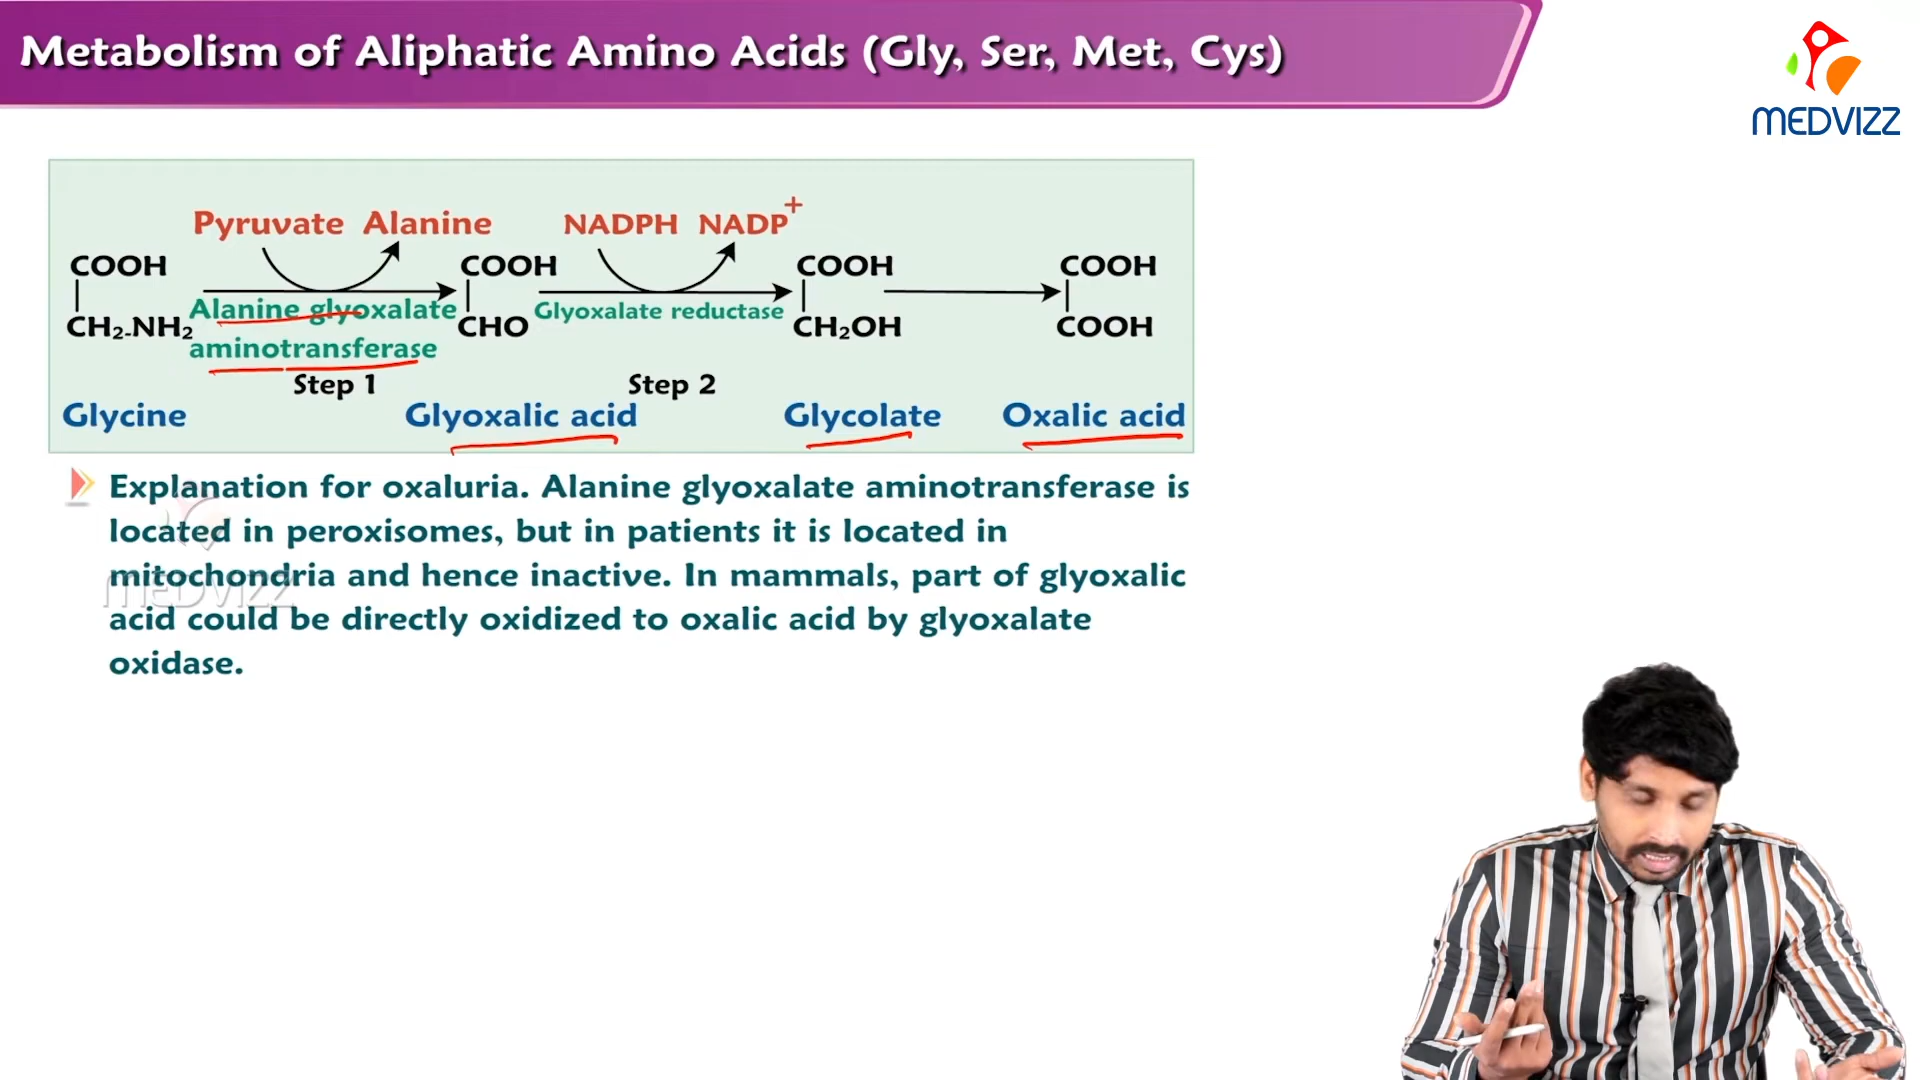 Metabolism of Aliphatic Amino Acids (Gly, Ser, Met, Cys)
MEDVIZZ
Pyruvate Alanine NADPH NADP+
COOH COOH COOH COOH
Alanine glyoxalate Glyoxalate reductase
CH₂-NH₂ CHO CH₂OH COOH
aminotransferase
Step 1 Step 2
Glycine Glyoxalic acid Glycolate Oxalic acid
Explanation for oxaluria. Alanine glyoxalate aminotransferase is
located in peroxisomes, but in patients it is located in
mitochondria and hence inactive. In mammals, part of glyoxalic
acid could be directly oxidized to oxalic acid by glyoxalate
oxidase.
MEDVIZZ